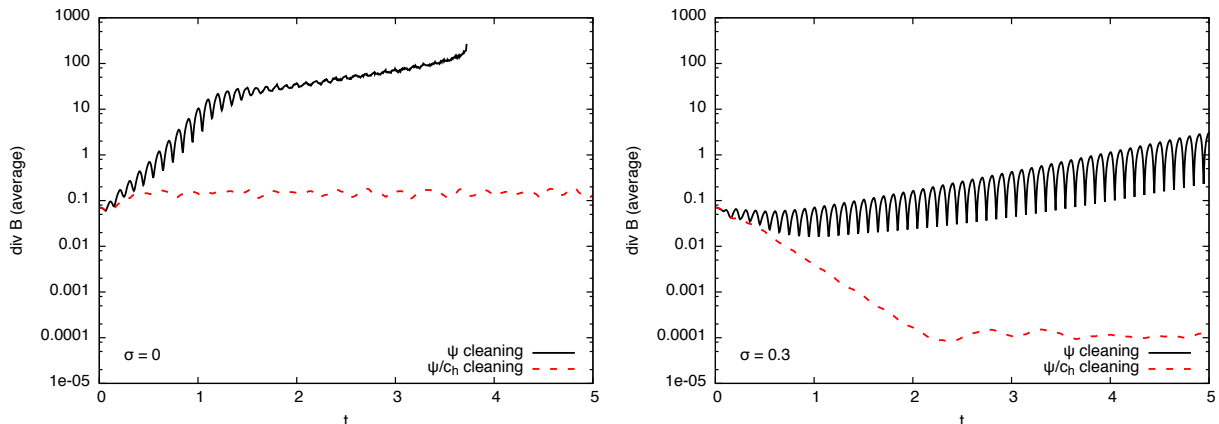 1000
100
10
1
0.1
0.01
0.001
0.0001
1e-05
div B (average)
σ = 0
ψ cleaning
ψ/ch cleaning
0 1 2 3 4 5
t
1000
100
10
1
0.1
0.01
0.001
0.0001
1e-05
div B (average)
σ = 0.3
ψ cleaning
ψ/ch cleaning
0 1 2 3 4 5
t